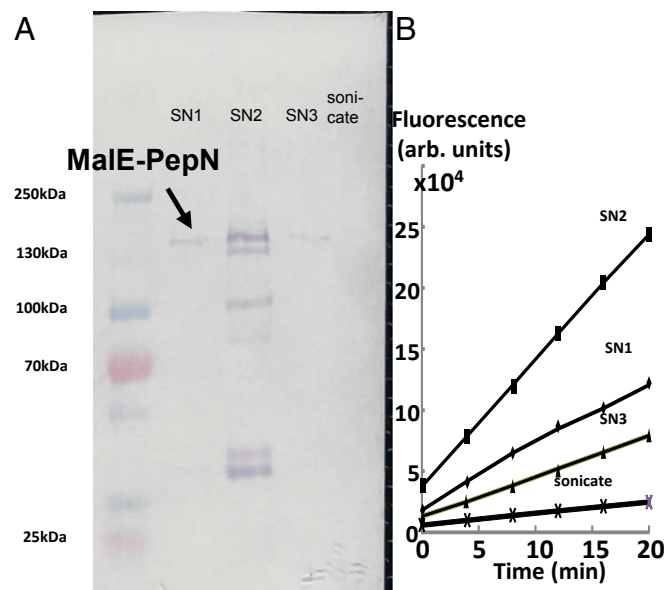 A
B
SN1
SN2
SN3
soni-
cate
MalE-PepN
250kDa
130kDa
100kDa
70kDa
25kDa
Fluorescence
(arb. units)
x10⁴
25
20
15
10
5
0
SN2
SN1
SN3
sonicate
0 5 10 15 20
Time (min)